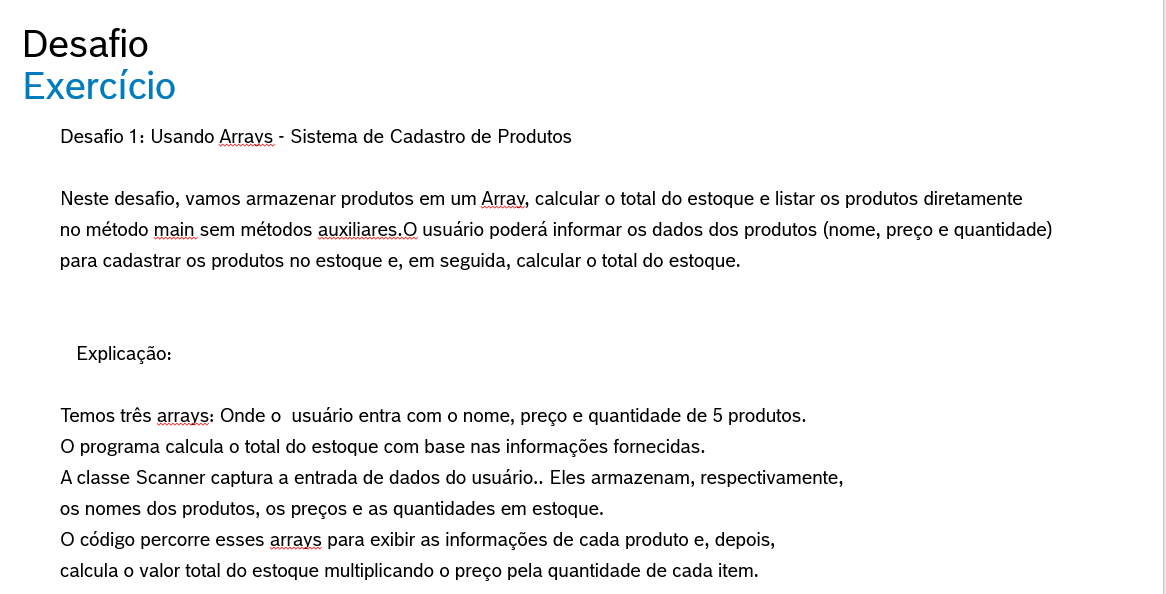 Desafio
Exercício
Desafio 1: Usando Arrays - Sistema de Cadastro de Produtos
Neste desafio, vamos armazenar produtos em um Array, calcular o total do estoque e listar os produtos diretamente
no método main sem métodos auxiliares.O usuário poderá informar os dados dos produtos (nome, preço e quantidade)
para cadastrar os produtos no estoque e, em seguida, calcular o total do estoque.
Explicação:
Temos três arrays: Onde o  usuário entra com o nome, preço e quantidade de 5 produtos.
O programa calcula o total do estoque com base nas informações fornecidas.
A classe Scanner captura a entrada de dados do usuário.. Eles armazenam, respectivamente,
os nomes dos produtos, os preços e as quantidades em estoque.
O código percorre esses arrays para exibir as informações de cada produto e, depois,
calcula o valor total do estoque multiplicando o preço pela quantidade de cada item.